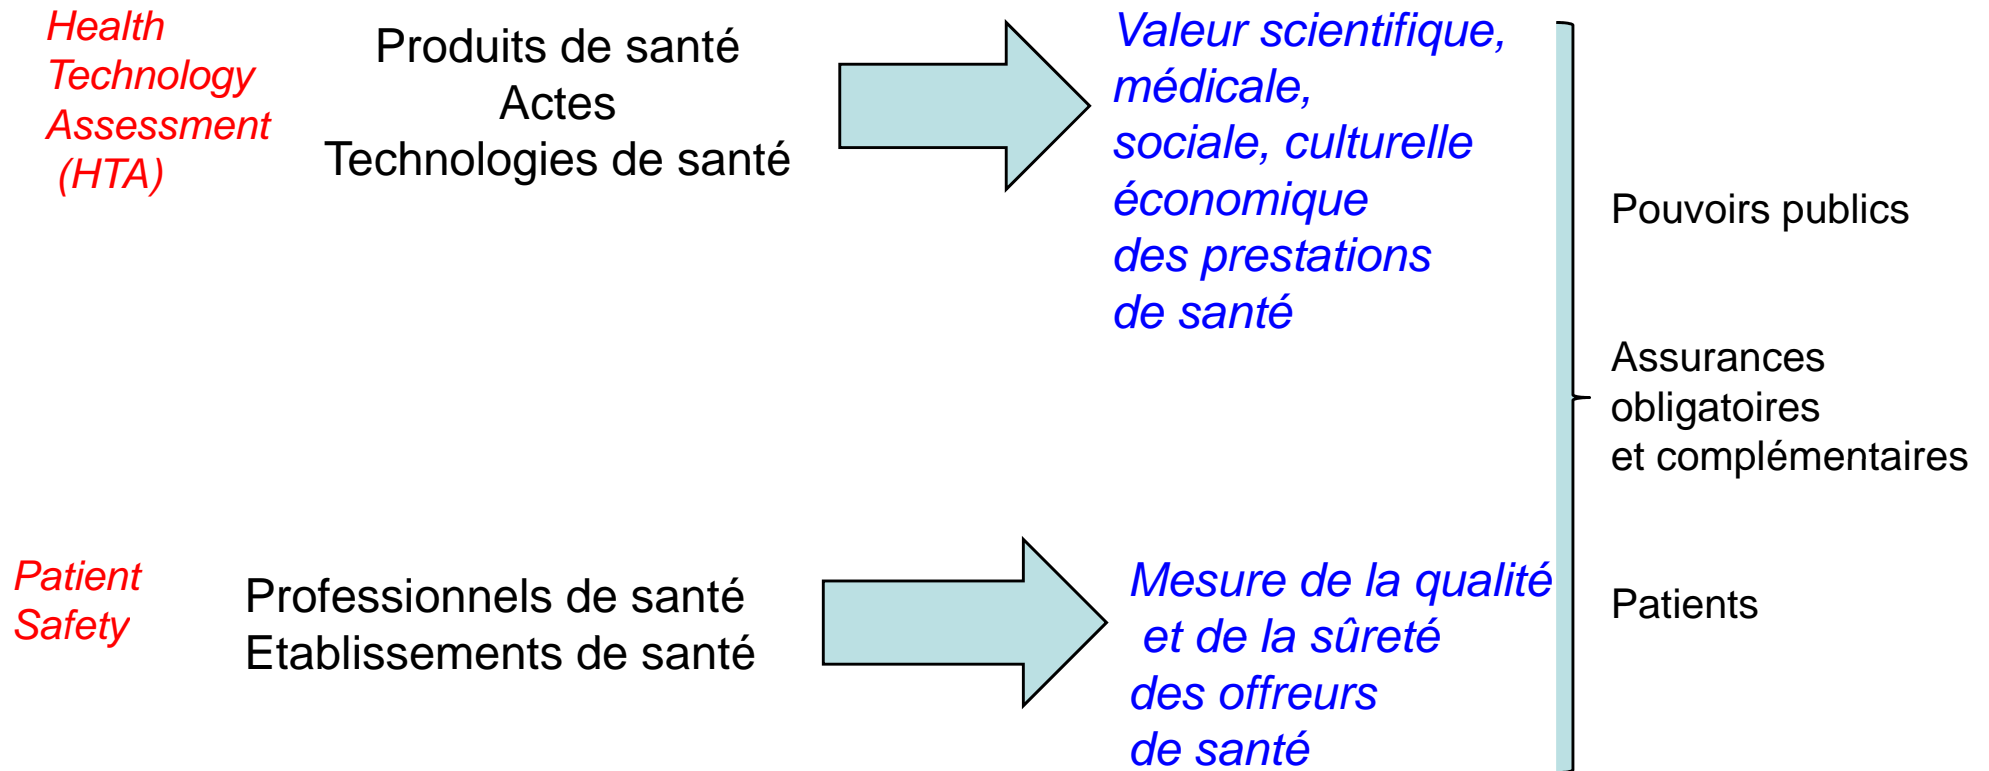 Health
Technology
Assessment
(HTA)
Produits de santé
Actes
Technologies de santé
Valeur scientifique,
médicale,
sociale, culturelle
économique
des prestations
de santé
Patient
Safety
Professionnels de santé
Etablissements de santé
Mesure de la qualité
et de la sûreté
des offreurs
de santé
Pouvoirs publics
Assurances
obligatoires
et complémentaires
Patients